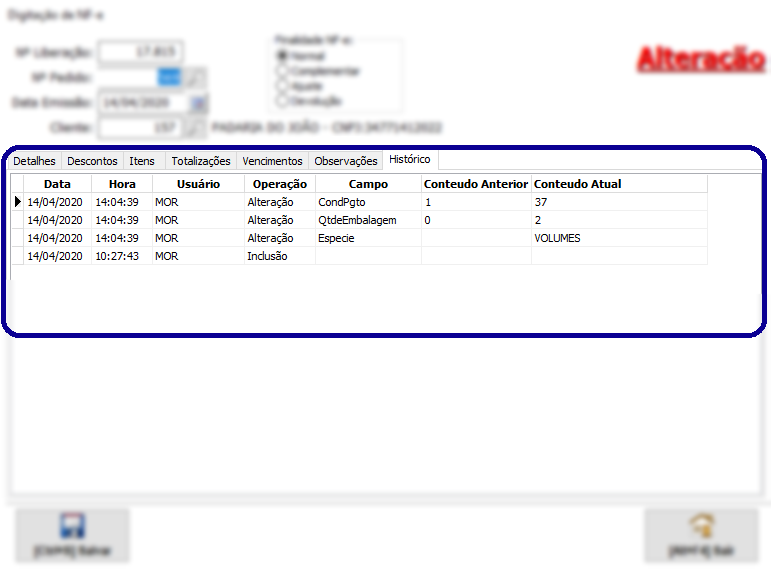 Digitação de NF-e
Nº Liberação: 17.815
Finalidade NF-e:
Normal
Nº Pedido:
Complementar
Ajuste
Devolução
Alteração
Data Emissão: 14/04/2020
Cliente: 157 PADARIA DO JOÃO -
Detalhes Descontos Itens Totalizações Vencimentos Observações Histórico
Data Hora Usuário Operação Campo Conteudo Anterior Conteudo Atual
14/04/2020 14:04:39 MOR Alteração CondPgto 1 37
14/04/2020 14:04:39 MOR Alteração QtdeEmbalagem 0 2
14/04/2020 14:04:39 MOR Alteração Especie VOLUMES
14/04/2020 10:27:43 MOR Inclusão
Salvar
Sair